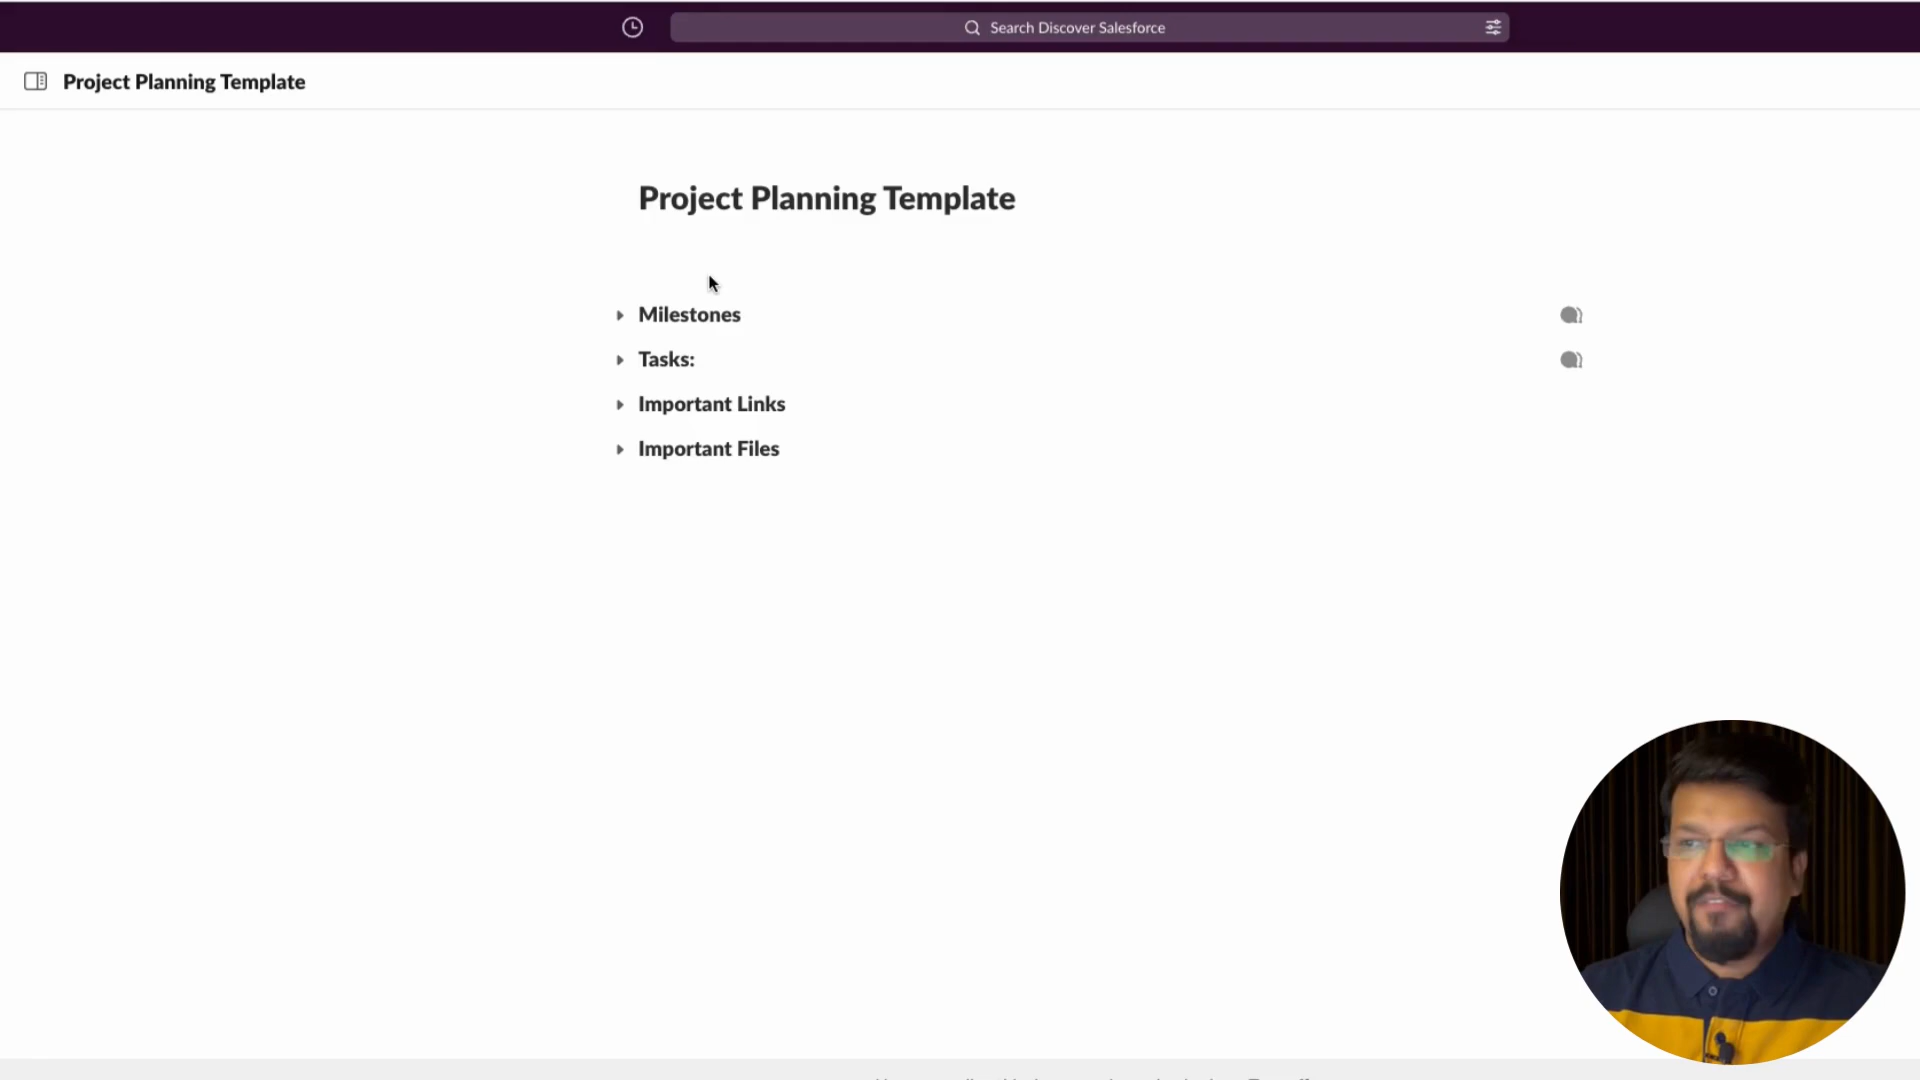 Search Discover Salesforce
Project Planning Template
Project Planning Template
Milestones
Tasks:
Important Links
Important Files